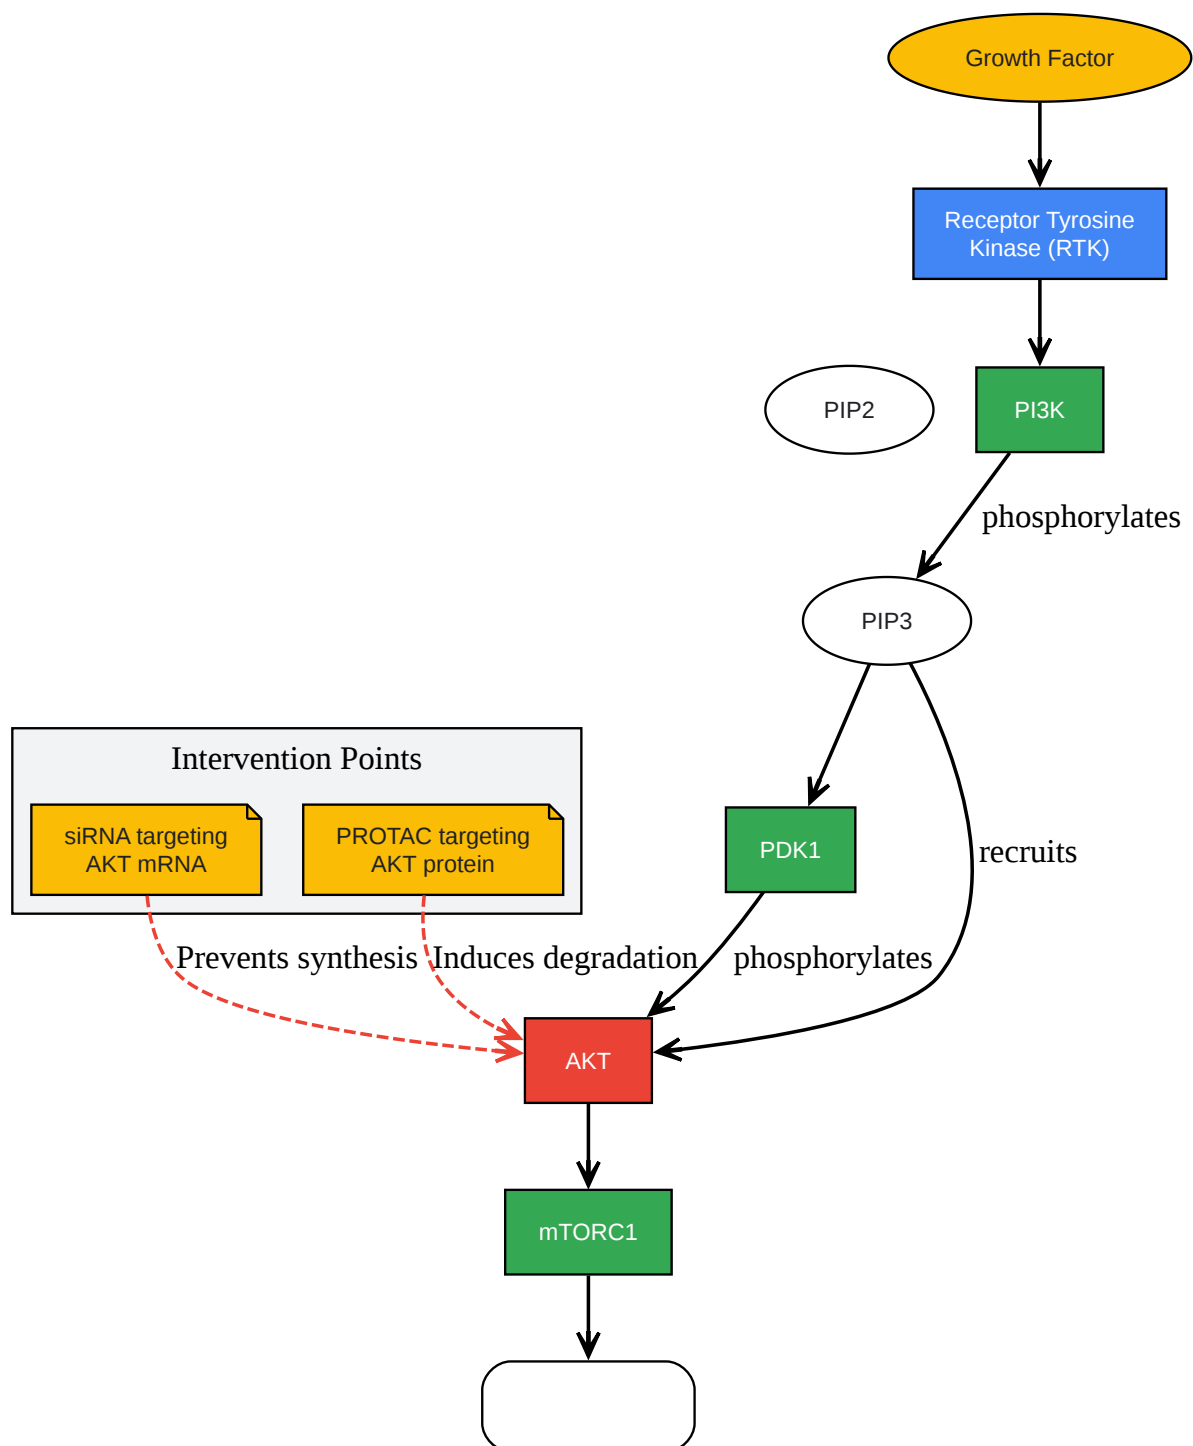 Growth Factor
Receptor Tyrosine
Kinase (RTK)
PIP2
PI3K
phosphorylates
PIP3
Intervention Points
siRNA targeting
AKT mRNA
PROTAC targeting
AKT protein
PDK1
recruits
Prevents synthesis
Induces degradation
phosphorylates
AKT
mTORC1